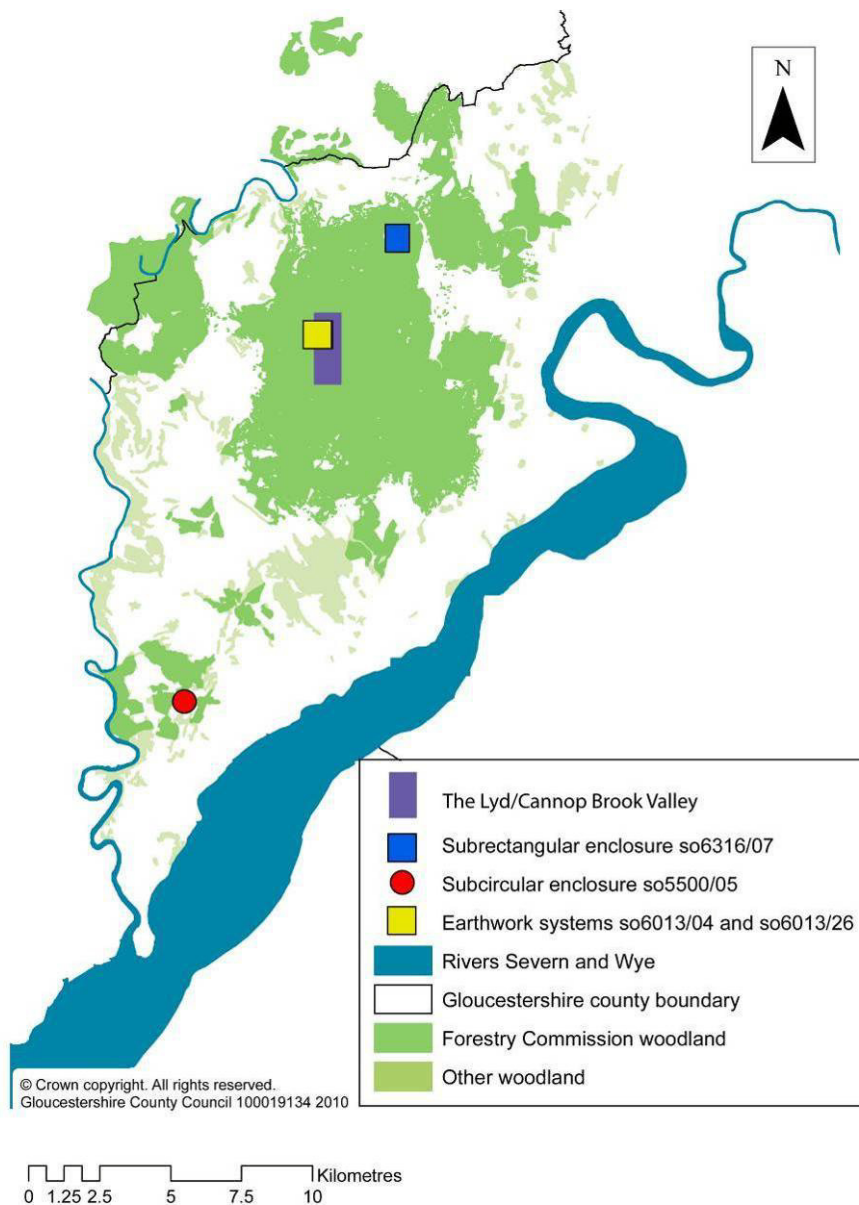 N
The Lyd/Cannop Brook Valley
Subrectangular enclosure so6316/07
Subcircular enclosure so5500/05
Earthwork systems so6013/04 and so6013/26
Rivers Severn and Wye
Gloucestershire county boundary
Forestry Commission woodland
Other woodland
© Crown copyright. All rights reserved.
Gloucestershire County Council 100019134 2010
Kilometres
0 1.25 2.5 5 7.5 10